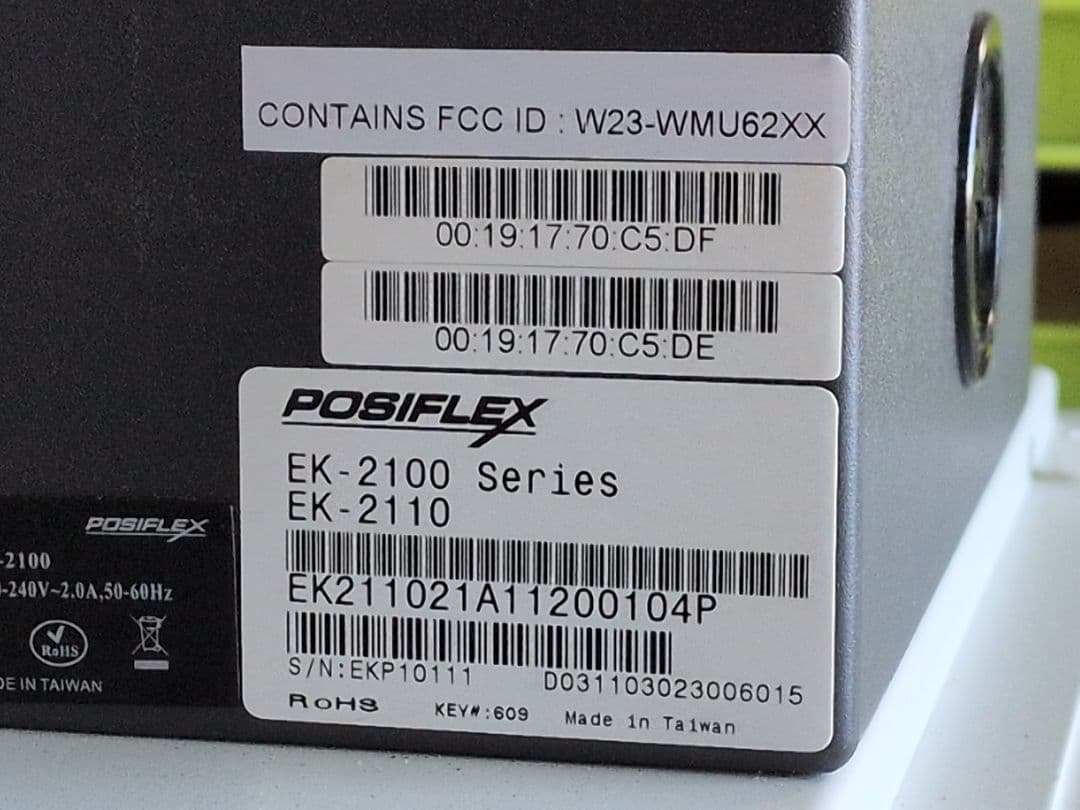 CONTAINS FCC ID : W23-WMU62XX
00:19:17:70:C5:DF
00:19:17:70:C5:DE
POSIFLEX
EK-2100 Series
EK-2110
EK211021A11200104P
S/N:EKP10111 D031103023006015
RoHS KEY#:609 Made in Taiwan
POSIFLEX
-2100
-240V~2.0A,50-60Hz
RoHS
DE IN TAIWAN